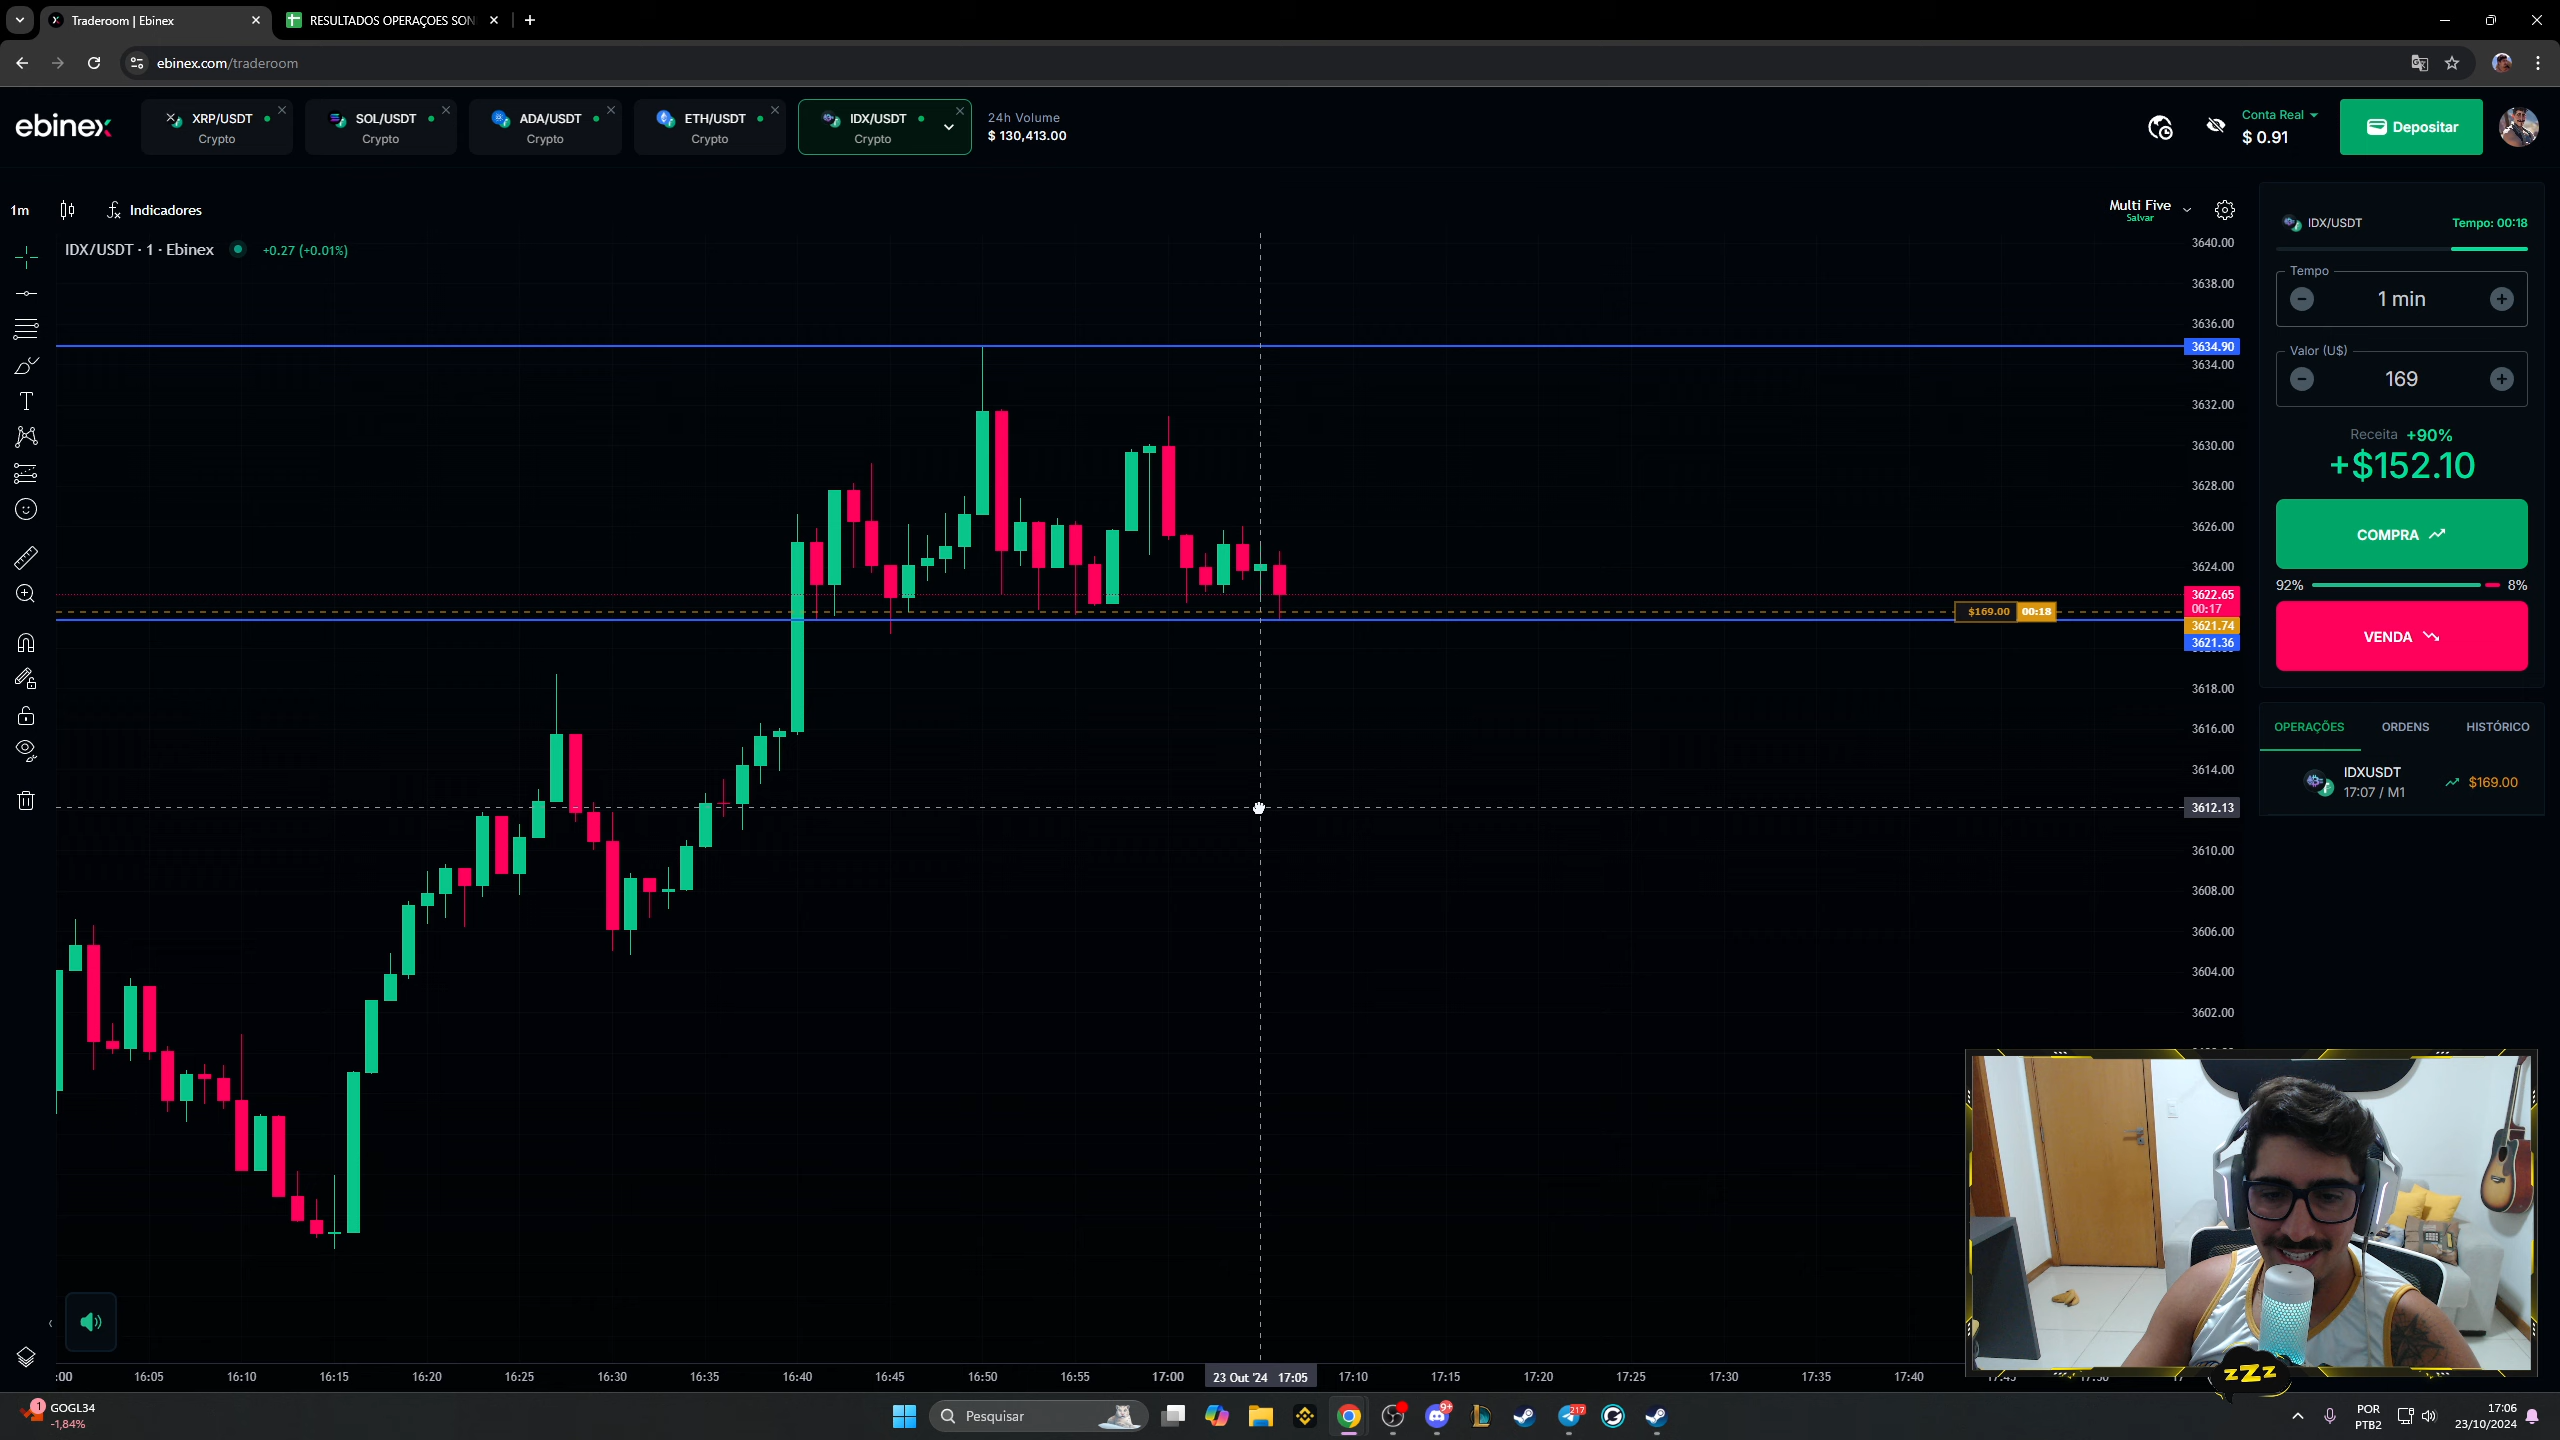 Traderoom | Ebinex
RESULTADOS OPERAÇOES SON
ebinex.com/traderoom
ebinex
XRP/USDT
Crypto
SOL/USDT
Crypto
ADA/USDT
Crypto
ETH/USDT
Crypto
IDX/USDT
Crypto
24h Volume
$ 130,413.00
Conta Real
$ 0.91
Depositar
1m
Indicadores
Multi Five
Salvar
IDX/USDT · 1 · Ebinex
+0.27 (+0.01%)
3640.00
3638.00
3636.00
3634.90
3634.00
3632.00
3630.00
3628.00
3626.00
3624.00
3622.65
00:17
$169.00 00:18
3621.74
3621.36
3618.00
3616.00
3614.00
3612.13
3610.00
3608.00
3606.00
3604.00
3602.00
IDX/USDT
Tempo: 00:18
Tempo
1 min
Valor (U$)
169
Receita +90%
+$152.10
COMPRA
92%
8%
VENDA
OPERAÇÕES
ORDENS
HISTÓRICO
IDXUSDT
17:07 / M1
$169.00
:00
16:05
16:10
16:15
16:20
16:25
16:30
16:35
16:40
16:45
16:50
16:55
17:00
23 Out '24 17:05
17:10
17:15
17:20
17:25
17:30
17:35
17:40
zZz
1
GOGL34
-1,84%
Pesquisar
9+
217
POR
PTB2
17:06
23/10/2024